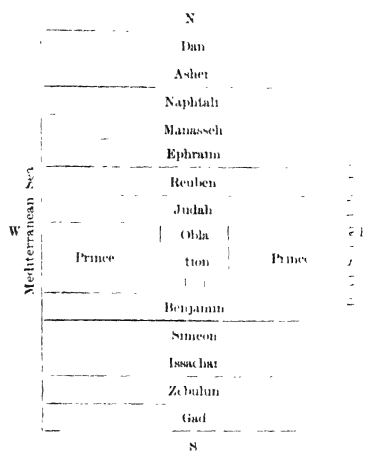 N
Dan
Asher
Naphtali
Manasseh
Ephraim
Reuben
Judah
W
Mediterranean Sea
Obla
Prince
tion
Prince
Benjamin
Simeon
Issachar
Zebulun
Gad
S